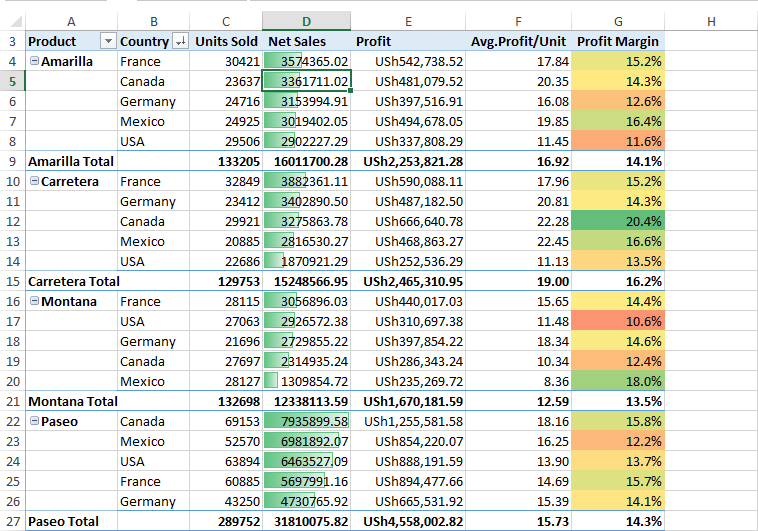 A B C D E F G H
3 Product Country Units Sold Net Sales Profit Avg.Profit/Unit Profit Margin
4 Amarilla France 30421 3574365.02 USh542,738.52 17.84 15.2%
5 Canada 23637 3361711.02 USh481,079.52 20.35 14.3%
6 Germany 24716 3153994.91 USh397,516.91 16.08 12.6%
7 Mexico 24925 3019402.05 USh494,678.05 19.85 16.4%
8 USA 29506 2902227.29 USh337,808.29 11.45 11.6%
9 Amarilla Total 133205 16011700.28 USh2,253,821.28 16.92 14.1%
10 Carretera France 32849 3882361.11 USh590,088.11 17.96 15.2%
11 Germany 23412 3402890.50 USh487,182.50 20.81 14.3%
12 Canada 29921 3275863.78 USh666,640.78 22.28 20.4%
13 Mexico 20885 2816530.27 USh468,863.27 22.45 16.6%
14 USA 22686 1870921.29 USh252,536.29 11.13 13.5%
15 Carretera Total 129753 15248566.95 USh2,465,310.95 19.00 16.2%
16 Montana France 28115 3056896.03 USh440,017.03 15.65 14.4%
17 USA 27063 2926572.38 USh310,697.38 11.48 10.6%
18 Germany 21696 2729855.22 USh397,854.22 18.34 14.6%
19 Canada 27697 2314935.24 USh286,343.24 10.34 12.4%
20 Mexico 28127 1309854.72 USh235,269.72 8.36 18.0%
21 Montana Total 132698 12338113.59 USh1,670,181.59 12.59 13.5%
22 Paseo Canada 69153 7935899.58 USh1,255,581.58 18.16 15.8%
23 Mexico 52570 6981892.07 USh854,220.07 16.25 12.2%
24 USA 63894 6463527.09 USh888,191.59 13.90 13.7%
25 France 60885 5697991.16 USh894,477.66 14.69 15.7%
26 Germany 43250 4730765.92 USh665,531.92 15.39 14.1%
27 Paseo Total 289752 31810075.82 USh4,558,002.82 15.73 14.3%